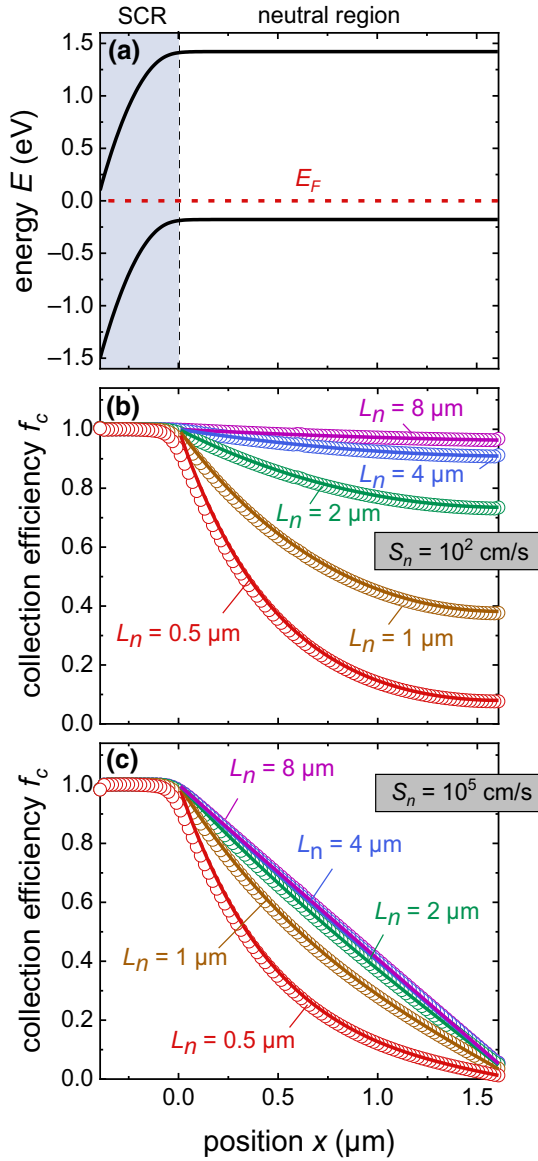 SCR neutral region
(a)
1.5
1.0
0.5
0.0
−0.5
−1.0
−1.5
energy E (eV)
E_F
(b)
1.0
0.8
0.6
0.4
0.2
0.0
collection efficiency f_c
L_n = 8 µm
L_n = 4 µm
L_n = 2 µm
S_n = 10² cm/s
L_n = 0.5 µm
L_n = 1 µm
(c)
1.0
0.8
0.6
0.4
0.2
0.0
collection efficiency f_c
L_n = 8 µm
S_n = 10⁵ cm/s
L_n = 4 µm
L_n = 2 µm
L_n = 1 µm
L_n = 0.5 µm
0.0 0.5 1.0 1.5
position x (µm)